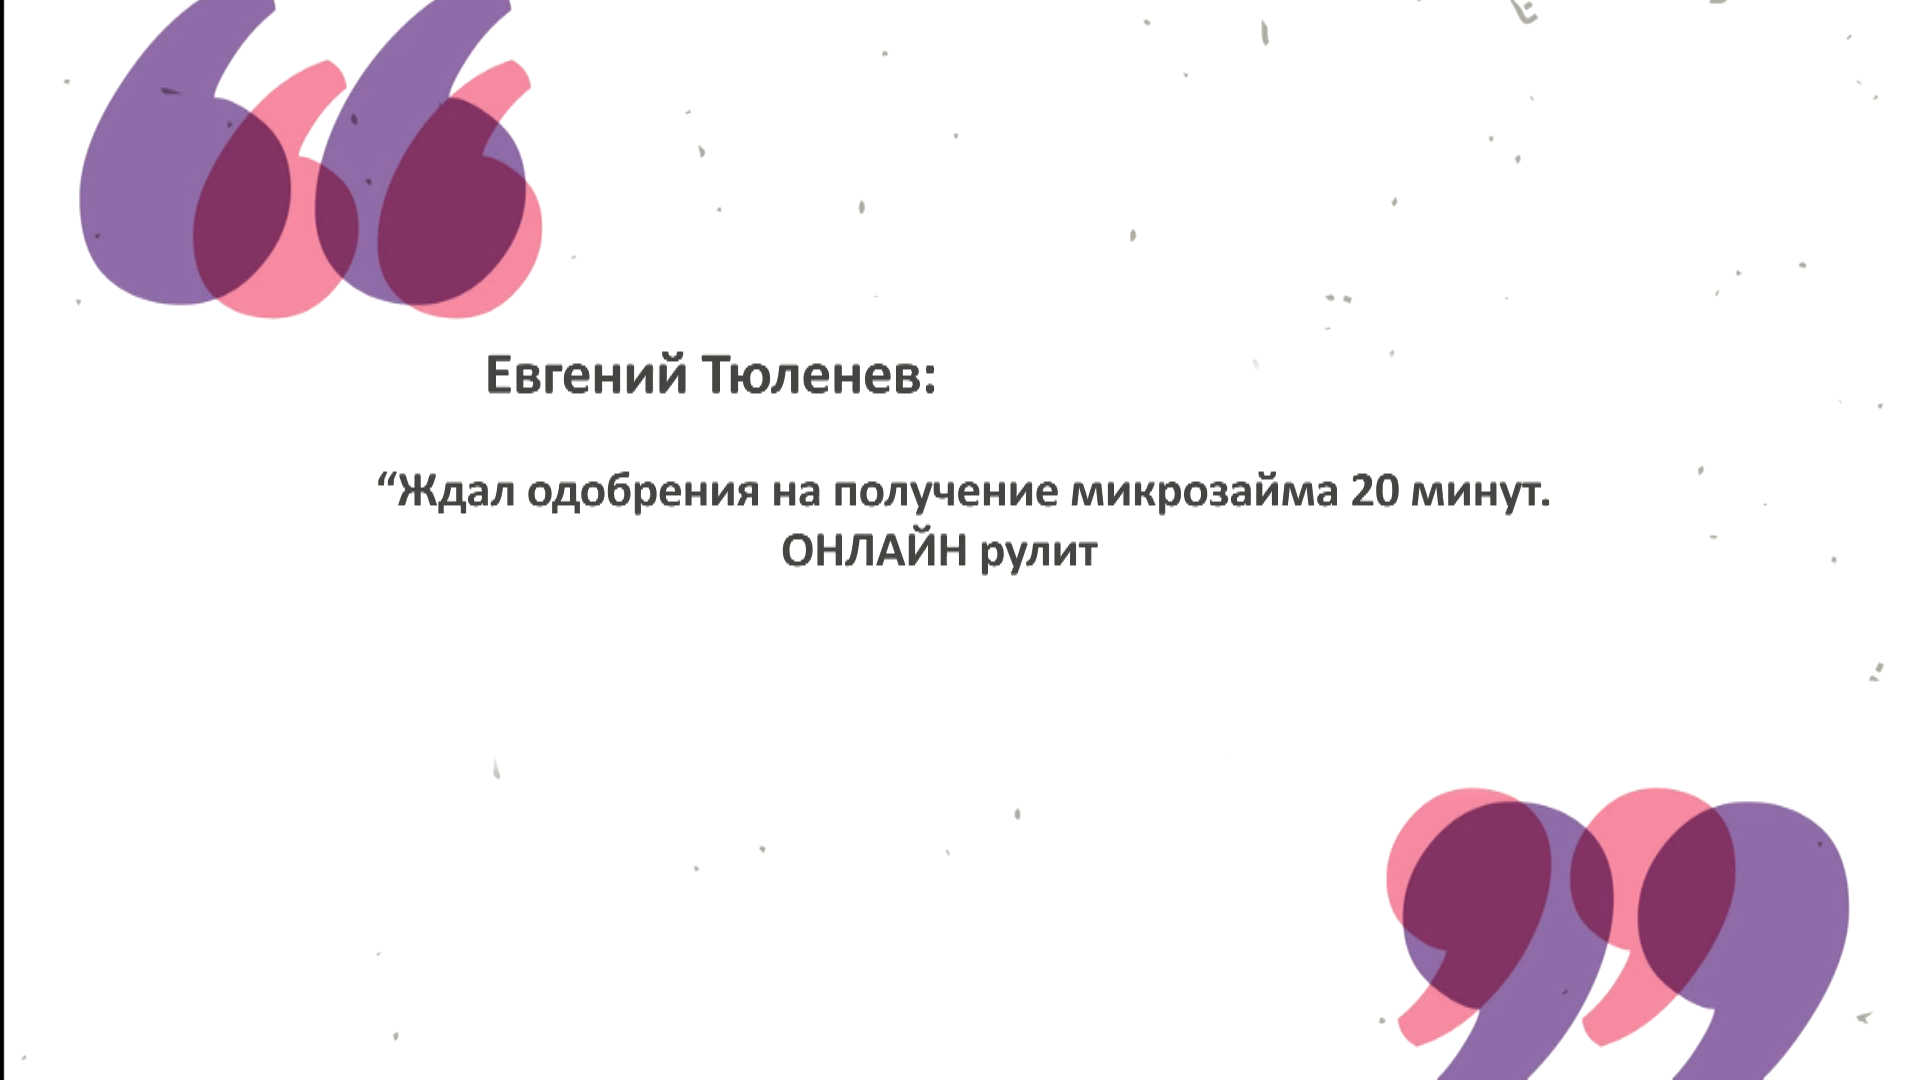 Евгений Тюленев:
“Ждал одобрения на получение микрозайма 20 минут.
ОНЛАЙН рулит